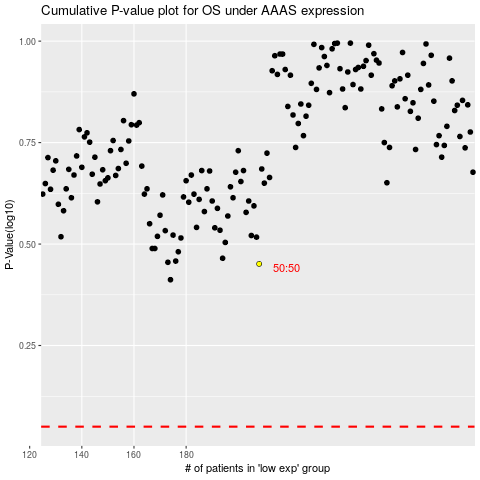 Cumulative P-value plot for OS under AAAS expression
1.00
0.75
0.50
0.25
P-Value(log10)
50:50
120 140 160 180
# of patients in 'low exp' group